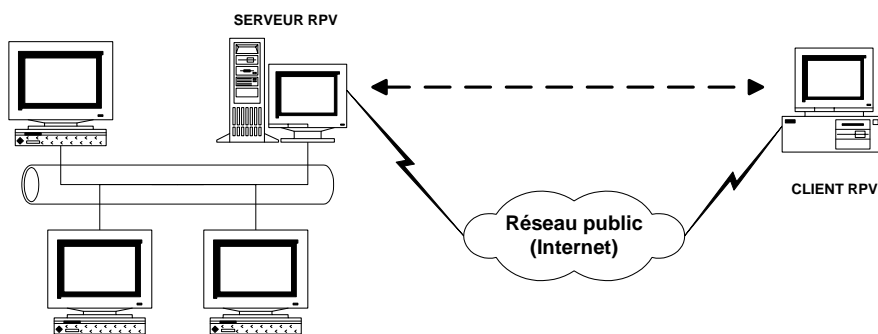 SERVEUR RPV
CLIENT RPV
Réseau public
(Internet)